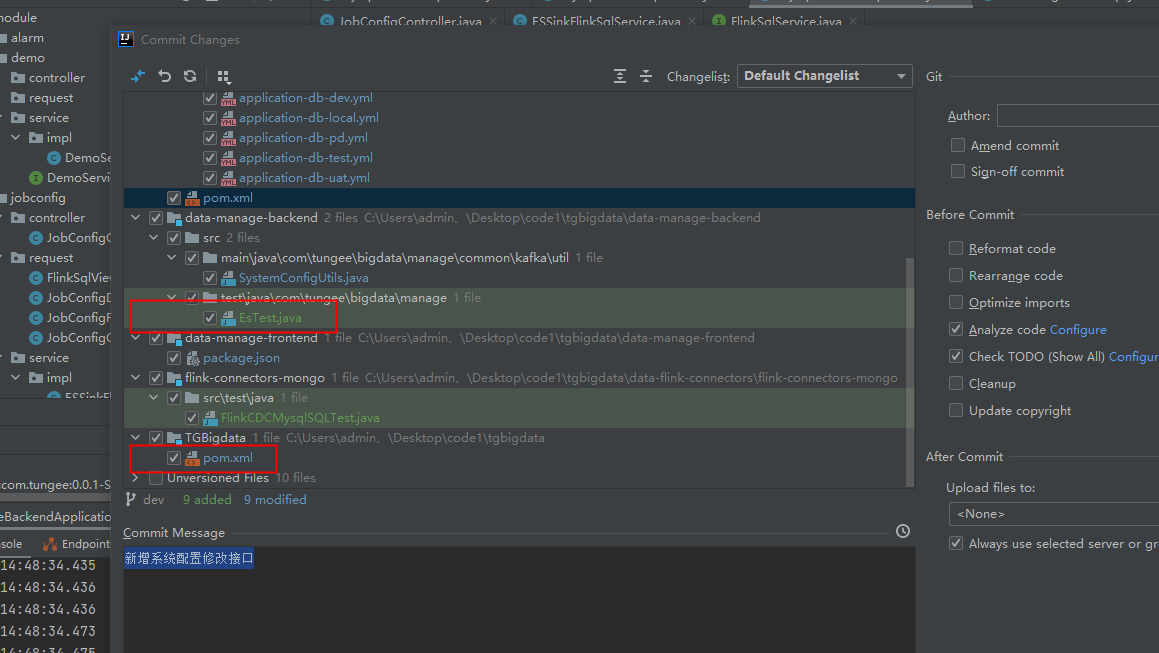 module
JobConfigController.java
ESSinkFlinkSqlService.java
FlinkSqlService.java
alarm
Commit Changes
demo
controller
Changelist:
Default Changelist
Git
request
application-db-dev.yml
service
application-db-local.yml
Author:
impl
application-db-pd.yml
Amend commit
DemoSe
application-db-test.yml
Sign-off commit
DemoServi
application-db-uat.yml
jobconfig
pom.xml
controller
data-manage-backend 2 files C:\Users\admin、\Desktop\code1\tgbigdata\data-manage-backend
Before Commit
JobConfigC
src 2 files
Reformat code
request
main\java\com\tungee\bigdata\manage\common\kafka\util 1 file
Rearrange code
FlinkSqlView
SystemConfigUtils.java
JobConfigD
test\java\com\tungee\bigdata\manage 1 file
Optimize imports
JobConfigF
EsTest.java
Analyze code Configure
JobConfigC
data-manage-frontend 1 file C:\Users\admin、\Desktop\code1\tgbigdata\data-manage-frontend
service
package.json
Check TODO (Show All) Configur
impl
flink-connectors-mongo 1 file C:\Users\admin、\Desktop\code1\tgbigdata\data-flink-connectors\flink-connectors-mongo
Cleanup
ESSinkFl
src\test\java 1 file
FlinkCDCMysqlSQLTest.java
Update copyright
TGBigdata 1 file C:\Users\admin、\Desktop\code1\tgbigdata
pom.xml
After Commit
Unversioned Files 10 files
:com.tungee:0.0.1-S
Upload files to:
dev 9 added 9 modified
<None>
eBackendApplicatio
Commit Message
sole
Endpoint
Always use selected server or gr
新增系统配置修改接口
14:48:34.435
14:48:34.436
14:48:34.436
14:48:34.473
14:48:34.475